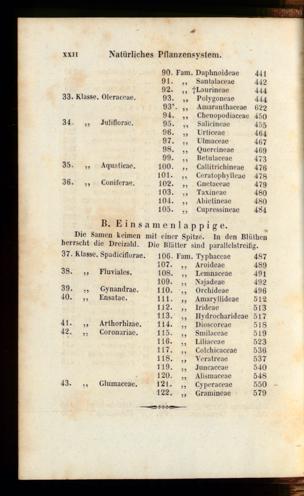 XXII Natürliches Pflanzensystem.
90. Fam. Daphnoideae 441
91. „ Santalaceae 442
92. „ †Laurineae 444
33. Klasse. Oleraceae. 93. „ Polygoneae 444
93*. „ Amaranthaceae 622
94. „ Chenopodiaceae 450
34. „ Juliflorae. 95. „ Salicineae 455
96. „ Urticeae 464
97. „ Ulmaceae 467
98. „ Quercineae 469
99. „ Betulaceae 473
35. „ Aquaticae. 100. „ Callitrichineae 476
101. „ Ceratophylleae 478
36. „ Coniferae. 102. „ Gnetaceae 479
103. „ Taxineae 480
104. „ Abietineae 480
105. „ Cupressineae 484
B. Einsamenlappige.
Die Samen keimen mit einer Spitze. In den Blüthen
herrscht die Dreizahl. Die Blätter sind parallelstreifig.
37. Klasse. Spadiciflorae. 106. Fam. Typhaceae 487
107. „ Aroideae 489
38. „ Fluviales. 108. „ Lemnaceae 491
109. „ Najadeae 492
39. „ Gynandrae. 110. „ Orchideae 496
40. „ Ensatae. 111. „ Amaryllideae 512
112. „ Irideae 513
113. „ Hydrocharideae 517
41. „ Arthorhizae. 114. „ Dioscoreae 518
42. „ Coronariae. 115. „ Smilaceae 519
116. „ Liliaceae 523
117. „ Colchicaceae 536
118. „ Veratreae 537
119. „ Juncaceae 540
120. „ Alismaceae 548
43. „ Glumaceae. 121. „ Cyperaceae 550
122. „ Gramineae 579